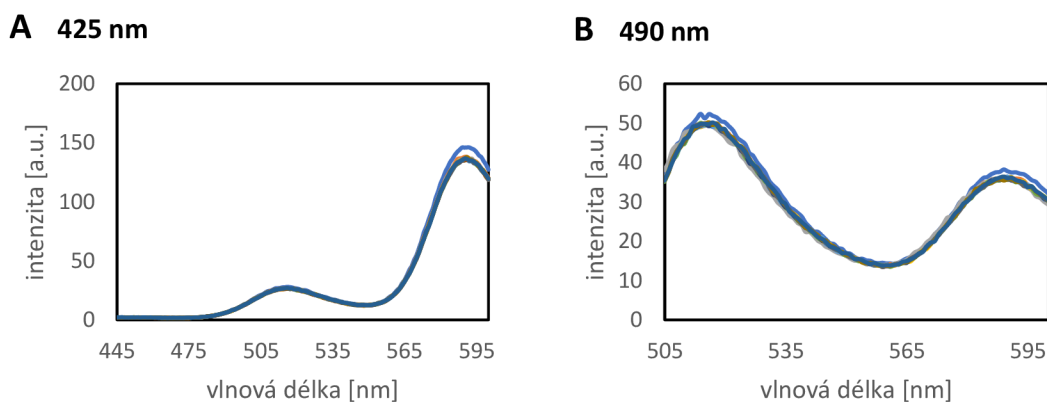 A 425 nm
200
150
100
50
0
445 475 505 535 565 595
intenzita [a.u.]
vlnová délka [nm]
B 490 nm
60
50
40
30
20
10
0
505 535 565 595
intenzita [a.u.]
vlnová délka [nm]